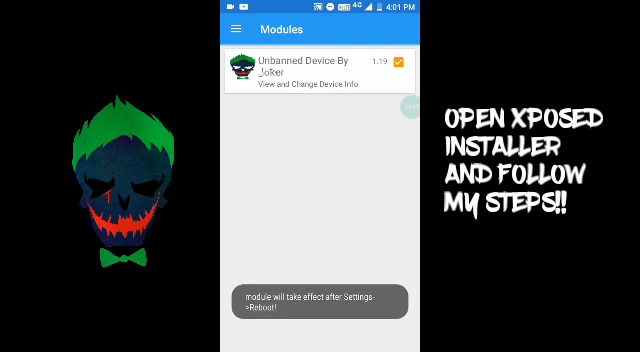 4G 4:01 PM
Modules
Unbanned Device By
Joker
1.19
View and Change Device Info
module will take effect after Settings-
>Reboot!
OPEN XPOSED
INSTALLER
AND FOLLOW
MY STEPS!!